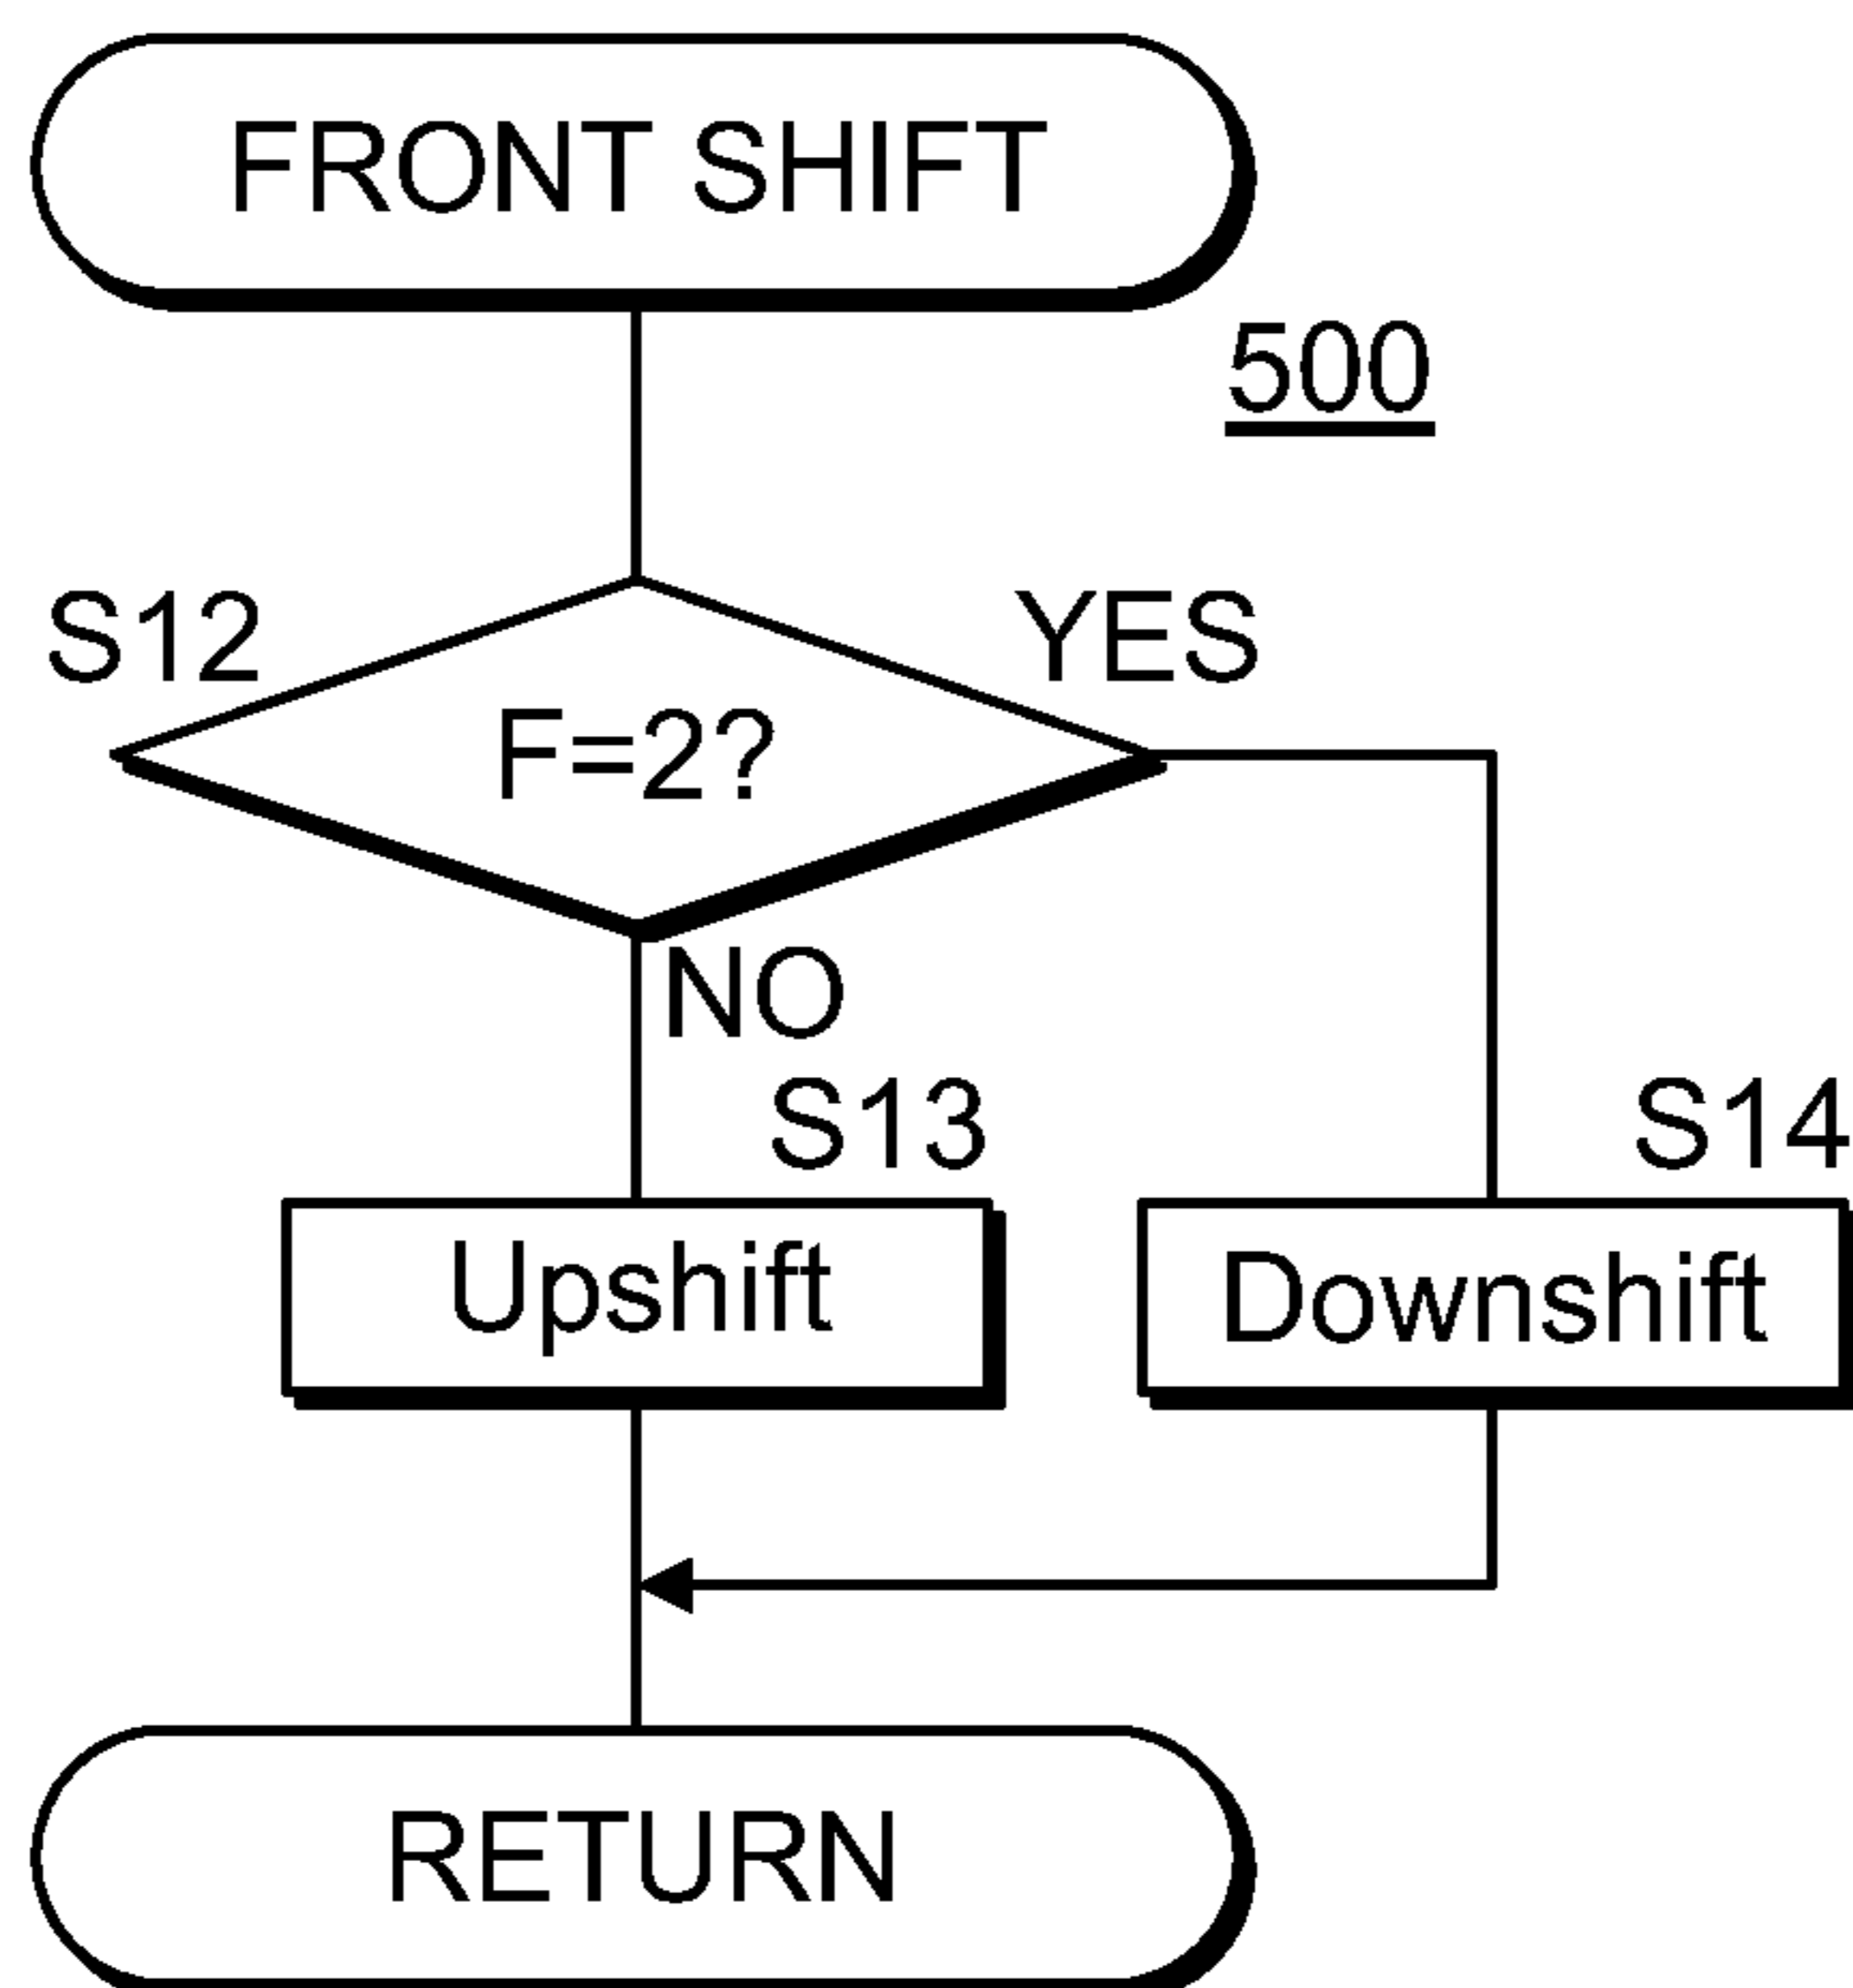 FRONT SHIFT
500
S12
YES
F=2?
NO
S13
S14
Upshift
Downshift
RETURN